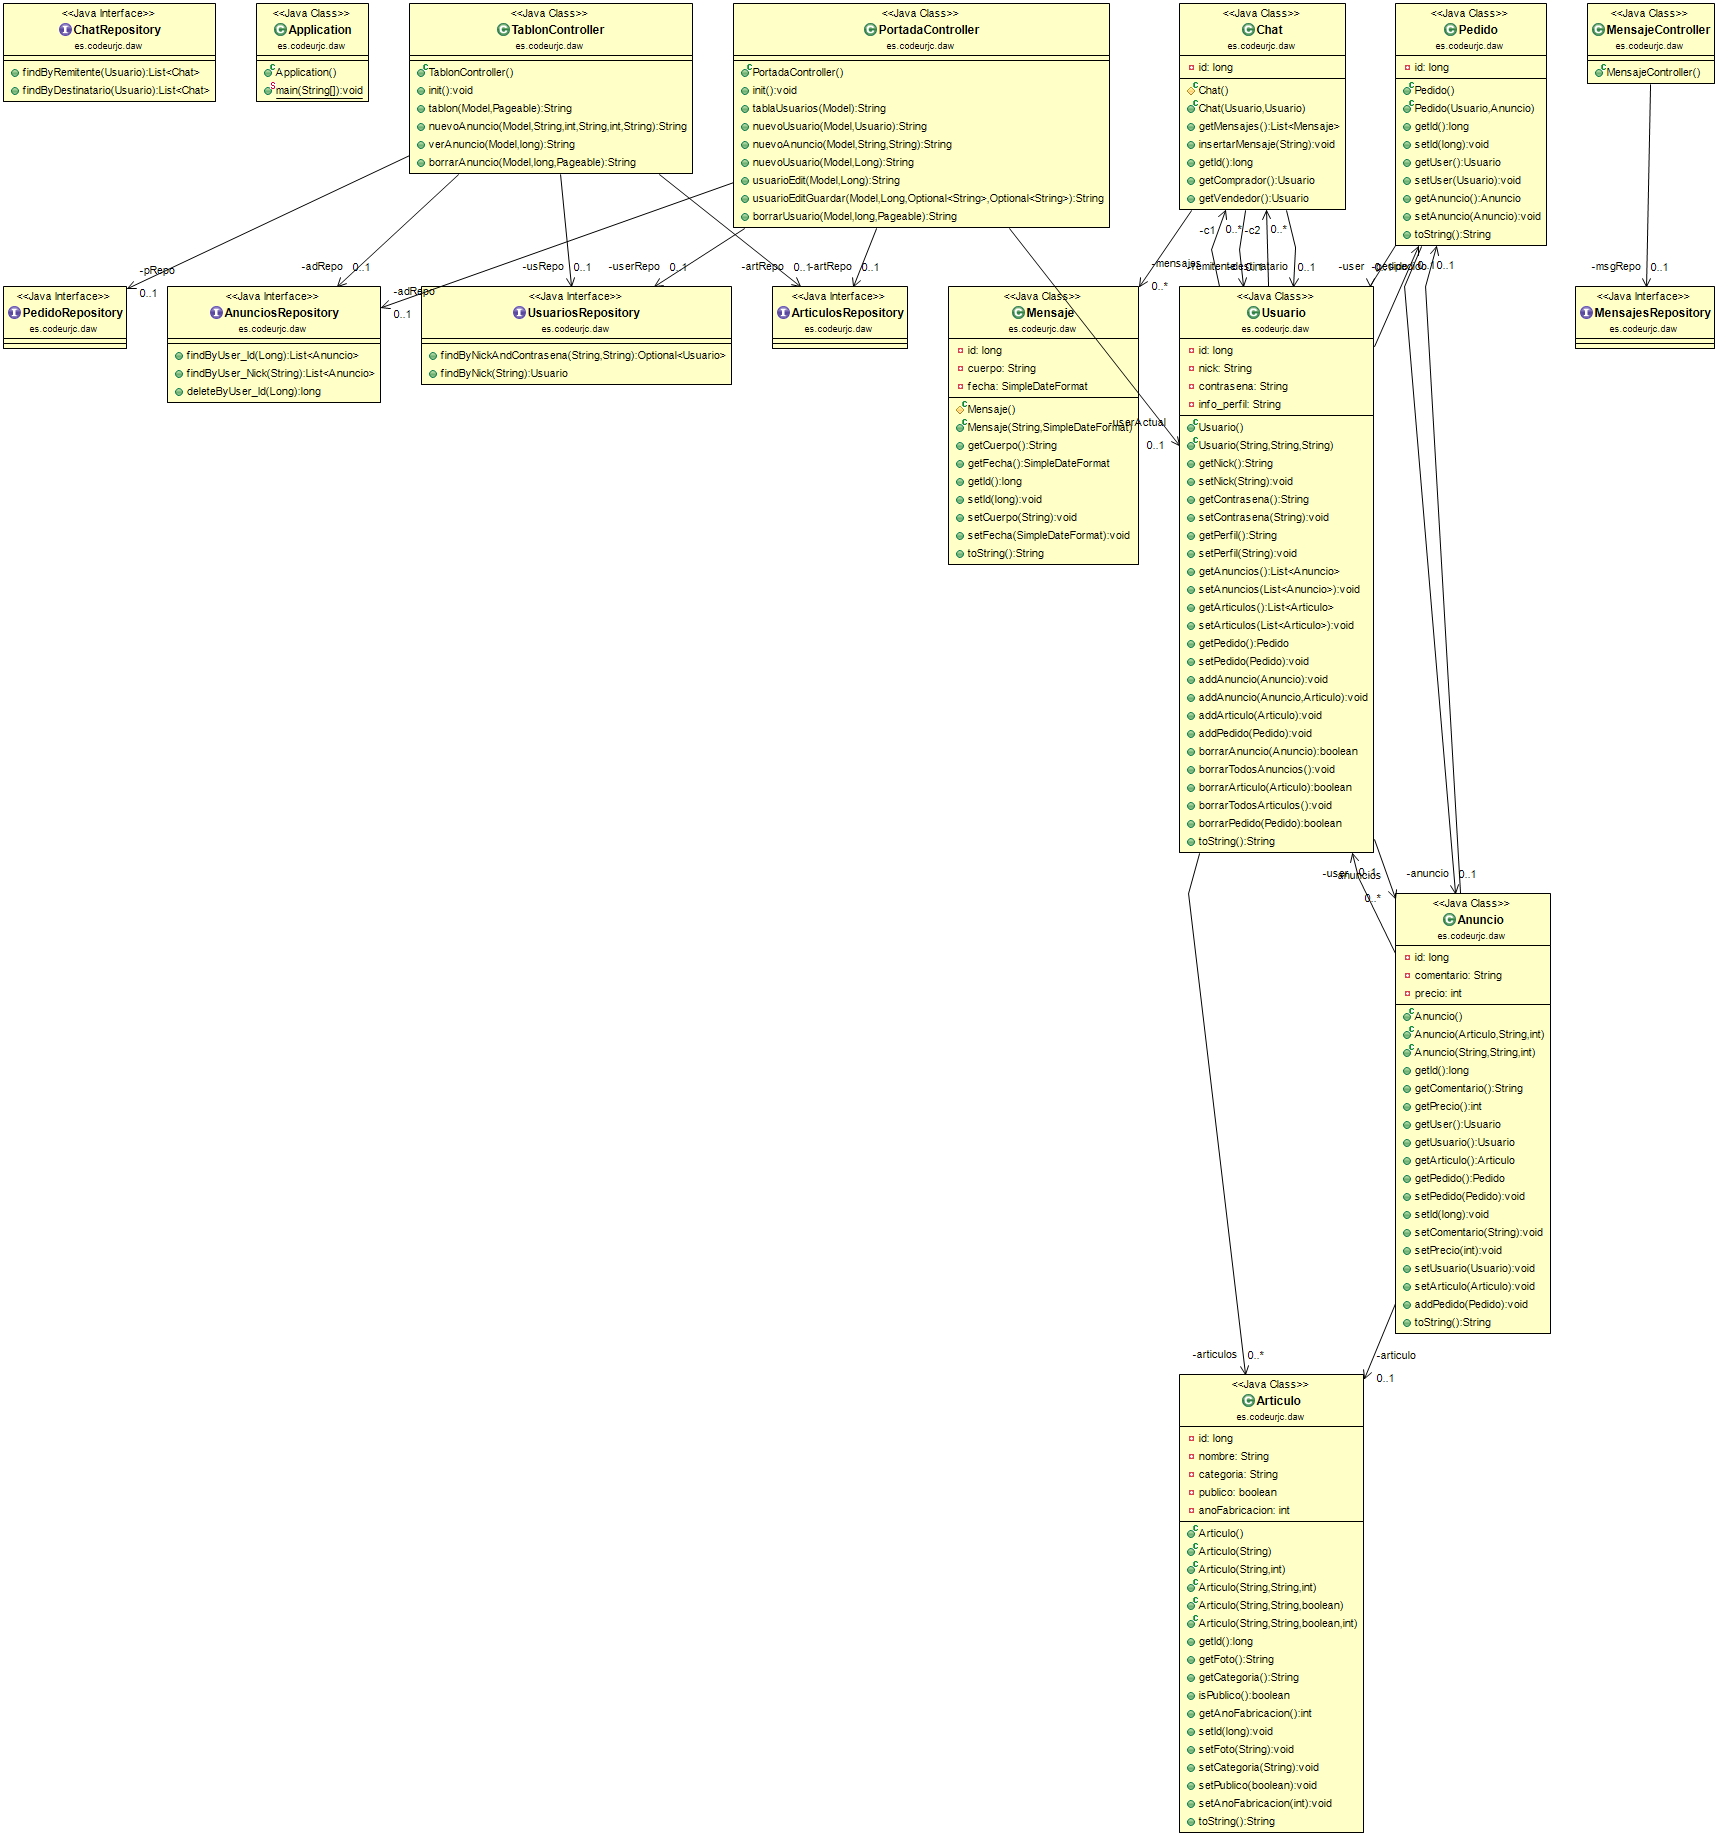 <<Java Interface>>
ChatRepository
es.codeurjc.daw
findByRemitente(Usuario):List<Chat>
findByDestinatario(Usuario):List<Chat>
<<Java Class>>
Application
es.codeurjc.daw
Application()
main(String[]):void
<<Java Class>>
TablonController
es.codeurjc.daw
TablonController()
init():void
tablon(Model,Pageable):String
nuevoAnuncio(Model,String,int,String,int,String):String
verAnuncio(Model,long):String
borrarAnuncio(Model,long,Pageable):String
<<Java Class>>
PortadaController
es.codeurjc.daw
PortadaController()
init():void
tablaUsuarios(Model):String
nuevoUsuario(Model,Usuario):String
nuevoAnuncio(Model,String,String):String
nuevoUsuario(Model,Long):String
usuarioEdit(Model,Long):String
usuarioEditGuardar(Model,Long,Optional<String>,Optional<String>):String
borrarUsuario(Model,long,Pageable):String
<<Java Class>>
Chat
es.codeurjc.daw
id: long
Chat()
Chat(Usuario,Usuario)
getMensajes():List<Mensaje>
insertarMensaje(String):void
getId():long
getComprador():Usuario
getVendedor():Usuario
<<Java Class>>
Pedido
es.codeurjc.daw
id: long
Pedido()
Pedido(Usuario,Anuncio)
getId():long
setId(long):void
getUser():Usuario
setUser(Usuario):void
getAnuncio():Anuncio
setAnuncio(Anuncio):void
toString():String
<<Java Class>>
MensajeController
es.codeurjc.daw
MensajeController()
-pRepo
0..1
-adRepo 0..1
-usRepo 0..1
-userRepo 0..1
-artRepo 0..1
-artRepo 0..1
-adRepo
0..1
-c1 0..*
-c2 0..*
-mensajes
0..*
0..1
-user
0..1
-msgRepo 0..1
<<Java Interface>>
PedidoRepository
es.codeurjc.daw
<<Java Interface>>
AnunciosRepository
es.codeurjc.daw
findByUser_Id(Long):List<Anuncio>
findByUser_Nick(String):List<Anuncio>
deleteByUser_Id(Long):long
<<Java Interface>>
UsuariosRepository
es.codeurjc.daw
findByNickAndContrasena(String,String):Optional<Usuario>
findByNick(String):Usuario
<<Java Interface>>
ArticulosRepository
es.codeurjc.daw
<<Java Class>>
Mensaje
es.codeurjc.daw
id: long
cuerpo: String
fecha: SimpleDateFormat
Mensaje()
Mensaje(String,SimpleDateFormat)
getCuerpo():String
getFecha():SimpleDateFormat
getId():long
setId(long):void
setCuerpo(String):void
setFecha(SimpleDateFormat):void
toString():String
-userActual
0..1
<<Java Class>>
Usuario
es.codeurjc.daw
id: long
nick: String
contrasena: String
info_perfil: String
Usuario()
Usuario(String,String,String)
getNick():String
setNick(String):void
getContrasena():String
setContrasena(String):void
getPerfil():String
setPerfil(String):void
getAnuncios():List<Anuncio>
setAnuncios(List<Anuncio>):void
getArticulos():List<Articulo>
setArticulos(List<Articulo>):void
getPedido():Pedido
setPedido(Pedido):void
addAnuncio(Anuncio):void
addAnuncio(Anuncio,Articulo):void
addArticulo(Articulo):void
addPedido(Pedido):void
borrarAnuncio(Anuncio):boolean
borrarTodosAnuncios():void
borrarArticulo(Articulo):boolean
borrarTodosArticulos():void
borrarPedido(Pedido):boolean
toString():String
<<Java Interface>>
MensajesRepository
es.codeurjc.daw
-user 0..1
-anuncios
0..*
-anuncio 0..1
<<Java Class>>
Anuncio
es.codeurjc.daw
id: long
comentario: String
precio: int
Anuncio()
Anuncio(Articulo,String,int)
Anuncio(String,String,int)
getId():long
getComentario():String
getPrecio():int
getUser():Usuario
getUsuario():Usuario
getArticulo():Articulo
getPedido():Pedido
setPedido(Pedido):void
setId(long):void
setComentario(String):void
setPrecio(int):void
setUsuario(Usuario):void
setArticulo(Articulo):void
addPedido(Pedido):void
toString():String
-articulos 0..*
-articulo
0..1
<<Java Class>>
Articulo
es.codeurjc.daw
id: long
nombre: String
categoria: String
publico: boolean
anoFabricacion: int
Articulo()
Articulo(String)
Articulo(String,int)
Articulo(String,String,int)
Articulo(String,String,boolean)
Articulo(String,String,boolean,int)
getId():long
getFoto():String
getCategoria():String
isPublico():boolean
getAnoFabricacion():int
setId(long):void
setFoto(String):void
setCategoria(String):void
setPublico(boolean):void
setAnoFabricacion(int):void
toString():String